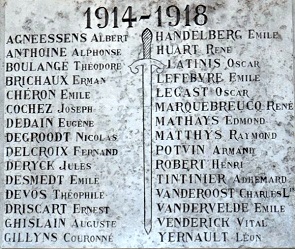 1914-1918
AGNEESSENS ALBERT
ANTHOINE ALPHONSE
BOULANGÉ THÉODORE
BRICHAUX ERMAN
CHÉRON EMILE
COCHEZ JOSEPH
DEDAIN EUGÈNE
DEGROODT NICOLAS
DELCROIX FERNAND
DERYCK JULES
DESMEDT EMILE
DEVOS THÉOPHILE
DRISCART ERNEST
GHISLAIN AUGUSTE
GILLYNS COURONNÉ
HANDELBERG EMILE
HUART RENÉ
LATINIS OSCAR
LEFEBVRE EMILE
LEGAST OSCAR
MARQUEBREUCQ RENÉ
MATHAYS EDMOND
MATTHYS RAYMOND
POTVIN ARMAND
ROBERT HENRI
TINTINIER ADHÉMARD
VANDEROOST CHARLES
VANDERVELDE EMILE
VENDERICK VITAL
YERNAULT LÉON